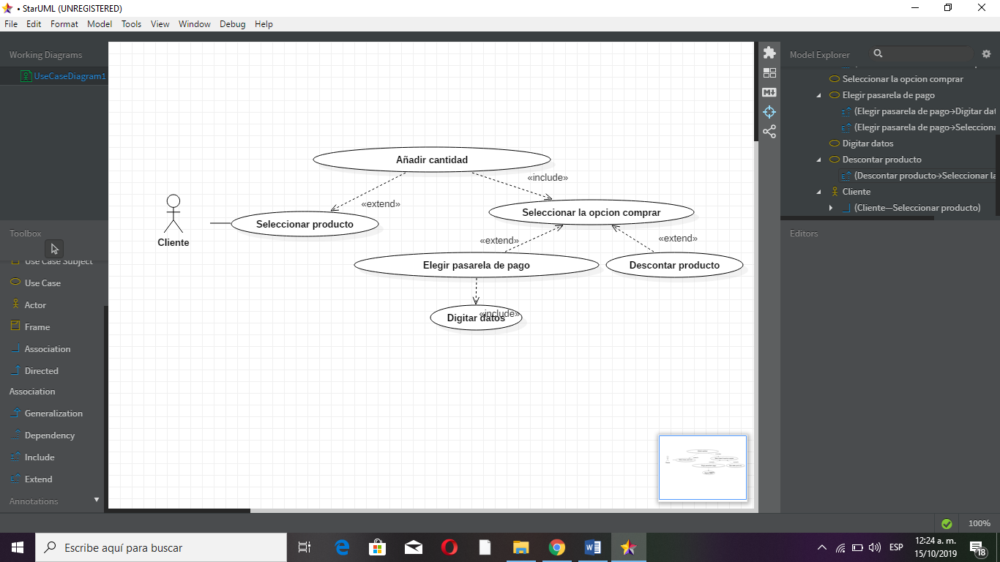 • StarUML (UNREGISTERED)
File Edit Format Model Tools View Window Debug Help
Working Diagrams
UseCaseDiagram1
Toolbox
Use Case Subject
Use Case
Actor
Frame
Association
Directed
Association
Generalization
Dependency
Include
Extend
Annotations
Añadir cantidad
«include»
«extend»
Seleccionar la opcion comprar
Seleccionar producto
Cliente
«extend»
«extend»
Elegir pasarela de pago
Descontar producto
«include»
Digitar datos
Model Explorer
Seleccionar la opcion comprar
Elegir pasarela de pago
(Elegir pasarela de pago→Digitar dat
(Elegir pasarela de pago→Selecciona
Digitar datos
Descontar producto
(Descontar producto→Seleccionar la
Cliente
(Cliente—Seleccionar producto)
Editors
100%
Escribe aquí para buscar
ESP
12:24 a. m.
15/10/2019
18